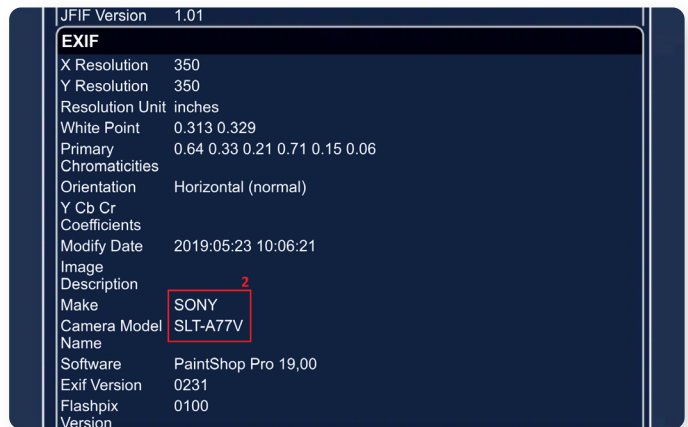 JFIF Version 1.01
EXIF
X Resolution 350
Y Resolution 350
Resolution Unit inches
White Point 0.313 0.329
Primary 0.64 0.33 0.21 0.71 0.15 0.06
Chromaticities
Orientation Horizontal (normal)
Y Cb Cr
Coefficients
Modify Date 2019:05:23 10:06:21
Image
Description
2
Make SONY
Camera Model SLT-A77V
Name
Software PaintShop Pro 19,00
Exif Version 0231
Flashpix 0100
Version